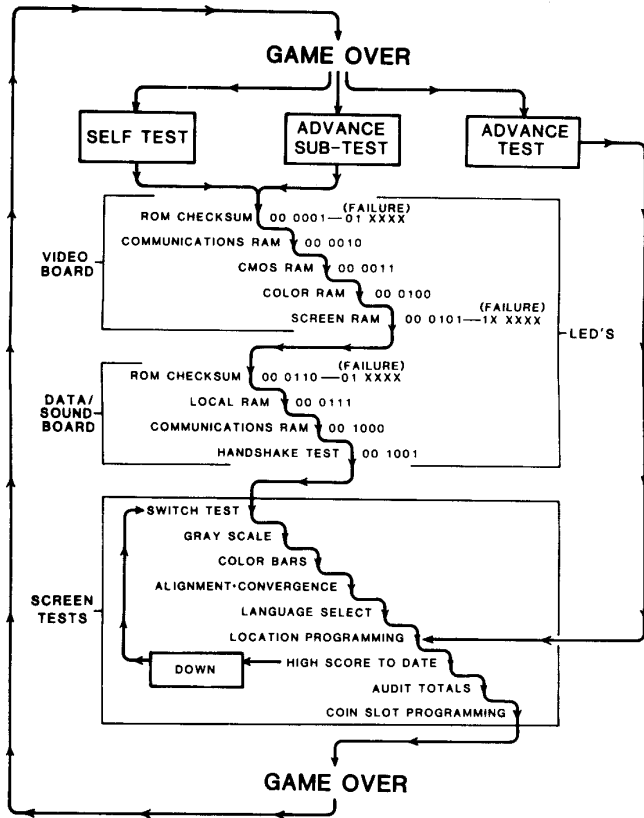 GAME OVER
SELF TEST
ADVANCE
SUB-TEST
ADVANCE
TEST
VIDEO
BOARD
(FAILURE)
ROM CHECKSUM 00 0001—01 XXXX
COMMUNICATIONS RAM 00 0010
CMOS RAM 00 0011
COLOR RAM 00 0100
(FAILURE)
SCREEN RAM 00 0101—1X XXXX
LED'S
DATA/
SOUND
BOARD
(FAILURE)
ROM CHECKSUM 00 0110—01 XXXX
LOCAL RAM 00 0111
COMMUNICATIONS RAM 00 1000
HANDSHAKE TEST 00 1001
SCREEN
TESTS
SWITCH TEST
GRAY SCALE
COLOR BARS
ALIGNMENT·CONVERGENCE
LANGUAGE SELECT
LOCATION PROGRAMMING
HIGH SCORE TO DATE
DOWN
AUDIT TOTALS
COIN SLOT PROGRAMMING
GAME OVER